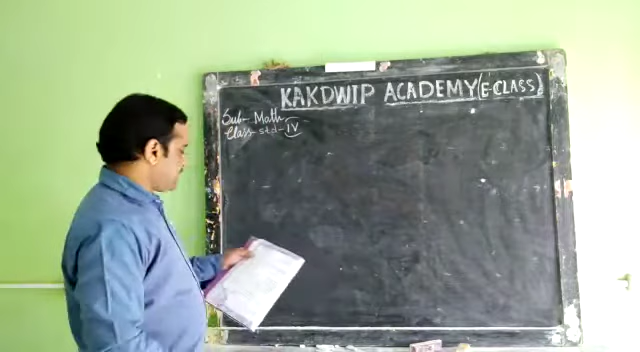 KAKDWIP ACADEMY (E-CLASS)
Sub- Math
Class- std- IV